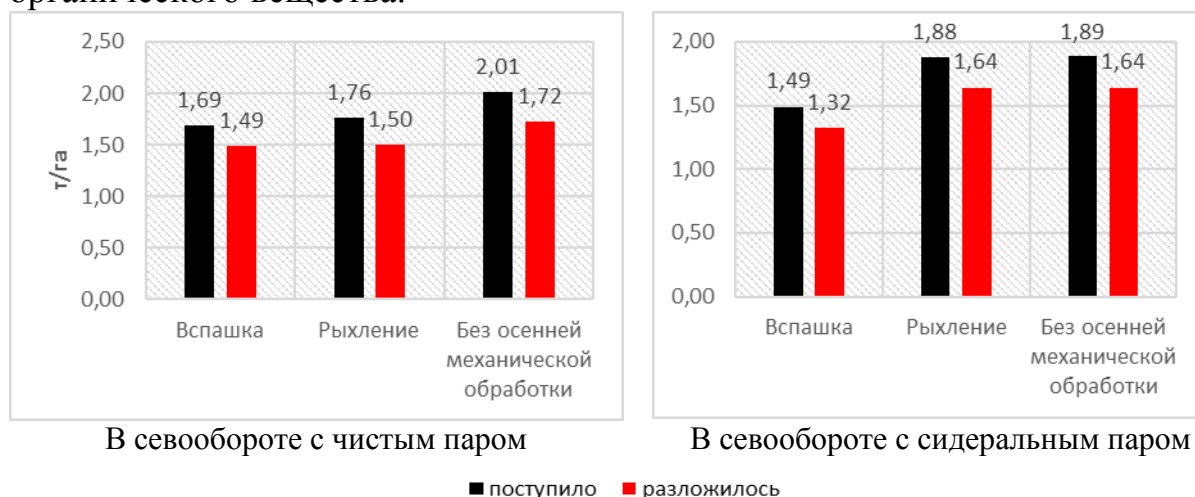 органического вещества.
2,50
2,00
1,50
1,00
0,50
0,00
т/га
1,69
1,49
1,76
1,50
2,01
1,72
Вспашка
Рыхление
Без осенней
механической
обработки
В севообороте с чистым паром
2,00
1,50
1,00
0,50
0,00
1,49
1,32
1,88
1,64
1,89
1,64
Вспашка
Рыхление
Без осенней
механической
обработки
В севообороте с сидеральным паром
поступило
разложилось